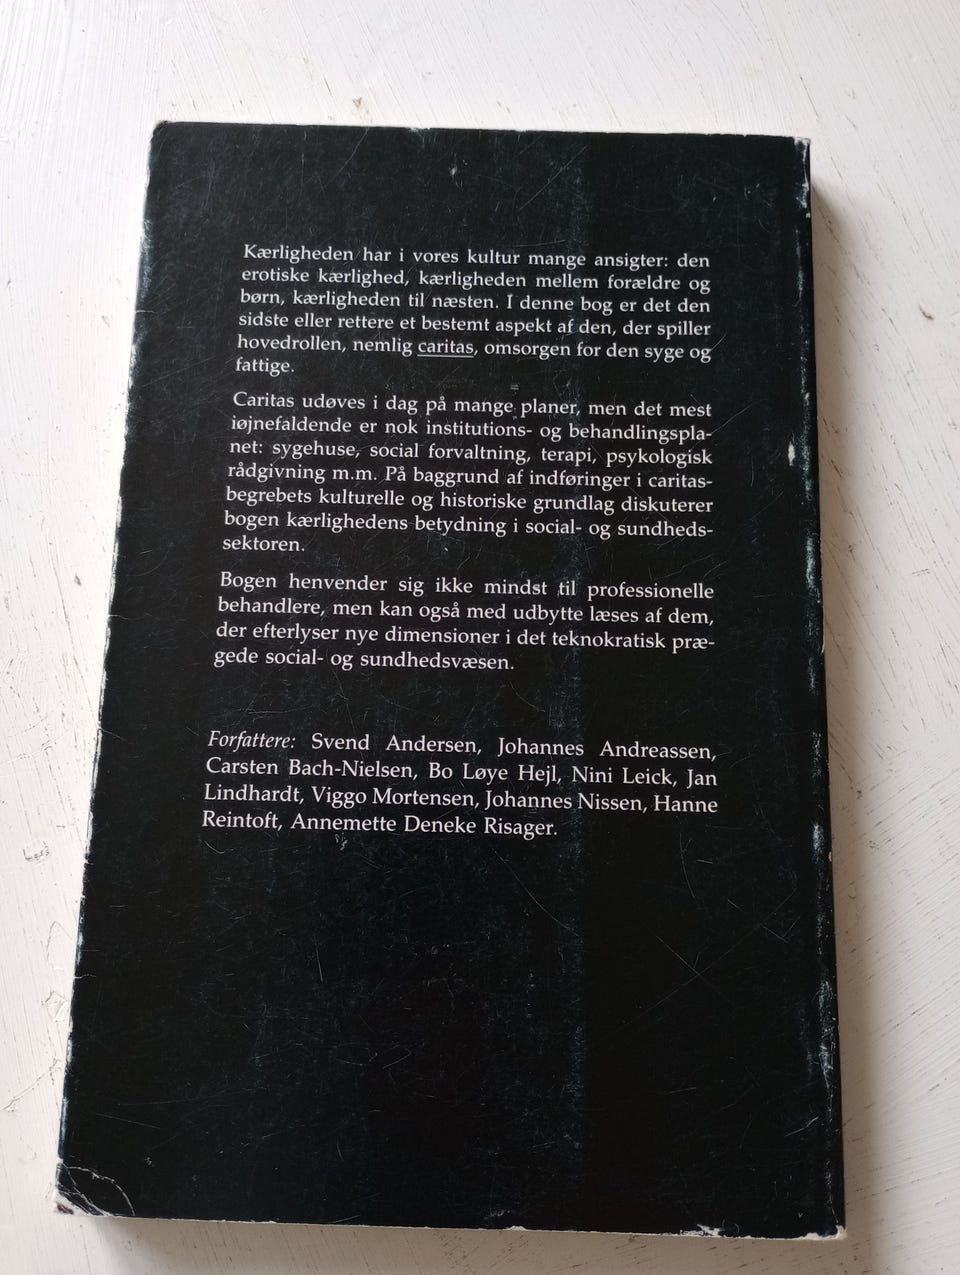 Kærligheden har i vores kultur mange ansigter: den
erotiske kærlighed, kærligheden mellem forældre og
børn, kærligheden til næsten. I denne bog er det den
sidste eller rettere et bestemt aspekt af den, der spiller
hovedrollen, nemlig caritas, omsorgen for den syge og
fattige.
Caritas udøves i dag på mange planer, men det mest
iøjnefaldende er nok institutions- og behandlingspla-
net: sygehuse, social forvaltning, terapi, psykologisk
rådgivning m.m. På baggrund af indføringer i caritas-
begrebets kulturelle og historiske grundlag diskuterer
bogen kærlighedens betydning i social- og sundheds-
sektoren.
Bogen henvender sig ikke mindst til professionelle
behandlere, men kan også med udbytte læses af dem,
der efterlyser nye dimensioner i det teknokratisk præ-
gede social- og sundhedsvæsen.
Forfattere: Svend Andersen, Johannes Andreassen,
Carsten Bach-Nielsen, Bo Løye Hejl, Nini Leick, Jan
Lindhardt, Viggo Mortensen, Johannes Nissen, Hanne
Reintoft, Annemette Deneke Risager.